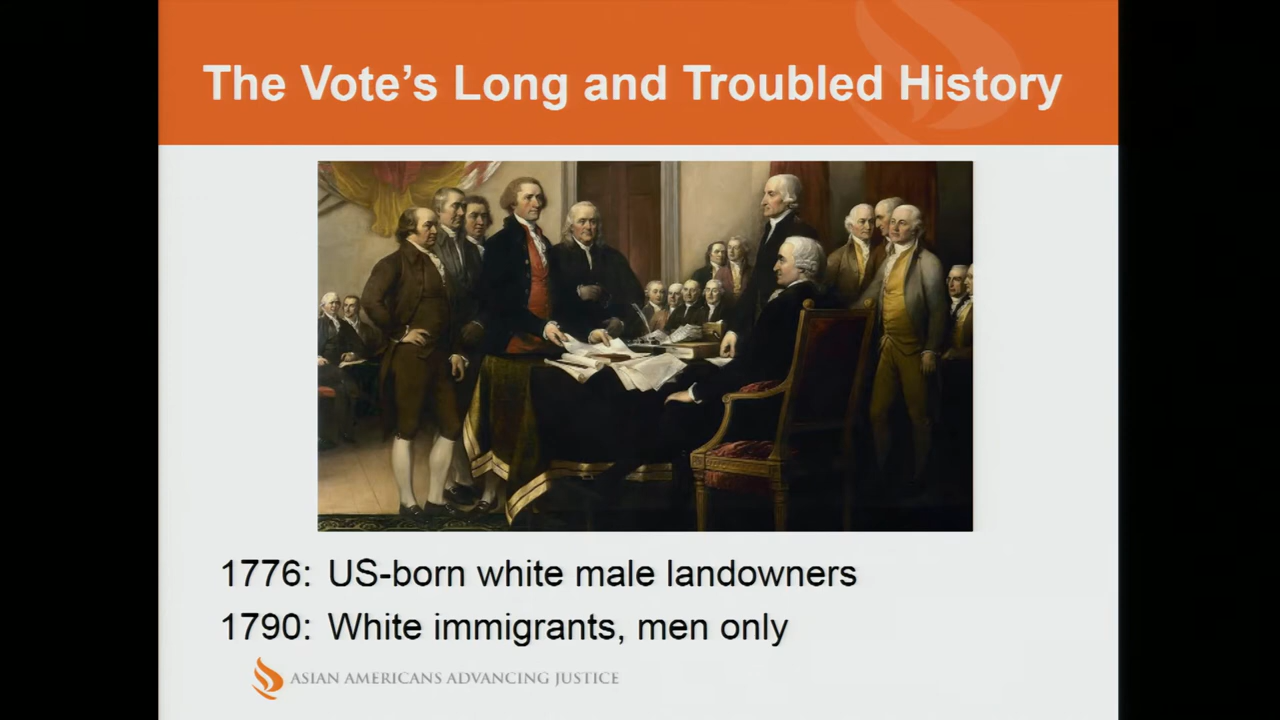 The Vote's Long and Troubled History
1776: US-born white male landowners
1790: White immigrants, men only
ASIAN AMERICANS ADVANCING JUSTICE